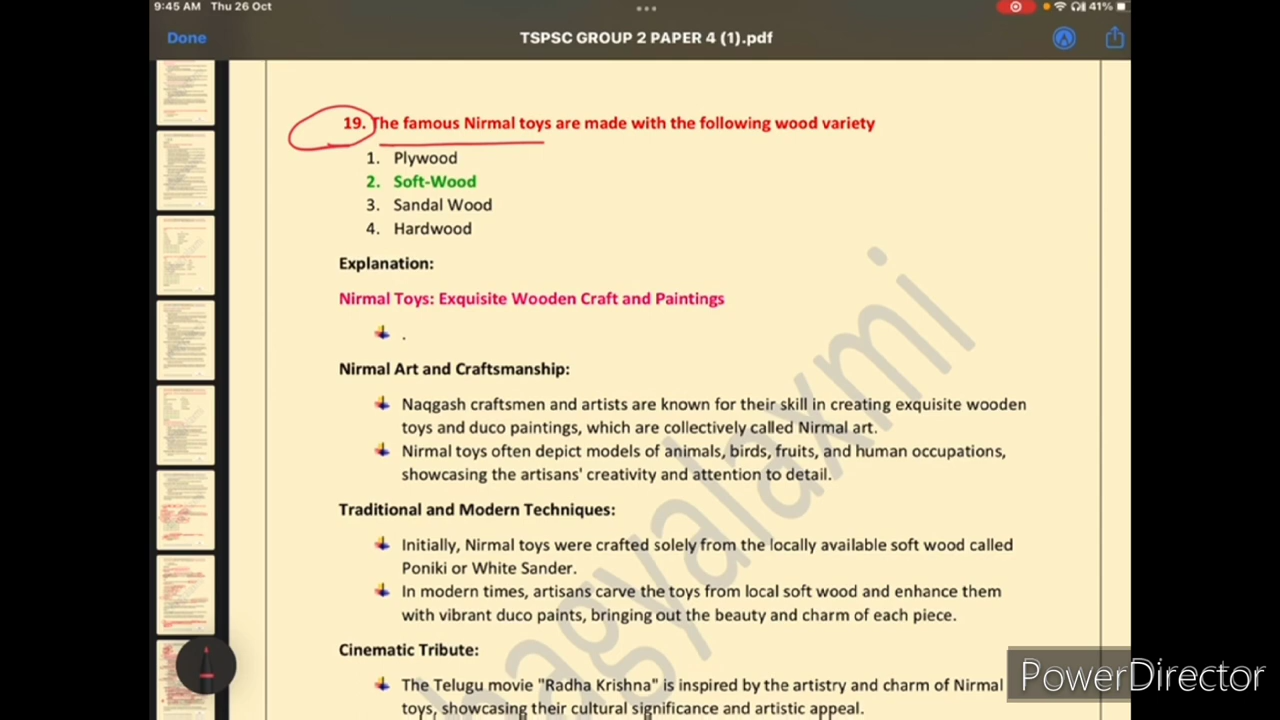 9:45 AM Thu 26 Oct
41%
Done
TSPSC GROUP 2 PAPER 4 (1).pdf
19. The famous Nirmal toys are made with the following wood variety
1. Plywood
2. Soft-Wood
3. Sandal Wood
4. Hardwood
Explanation:
Nirmal Toys: Exquisite Wooden Craft and Paintings
.
Nirmal Art and Craftsmanship:
Naqgash craftsmen and artists are known for their skill in creating exquisite wooden
toys and duco paintings, which are collectively called Nirmal art.
Nirmal toys often depict models of animals, birds, fruits, and human occupations,
showcasing the artisans' creativity and attention to detail.
Traditional and Modern Techniques:
Initially, Nirmal toys were crafted solely from the locally available soft wood called
Poniki or White Sander.
In modern times, artisans carve the toys from local soft wood and enhance them
with vibrant duco paints, bringing out the beauty and charm of each piece.
Cinematic Tribute:
The Telugu movie "Radha Krishna" is inspired by the artistry and charm of Nirmal
toys, showcasing their cultural significance and artistic appeal.
PowerDirector